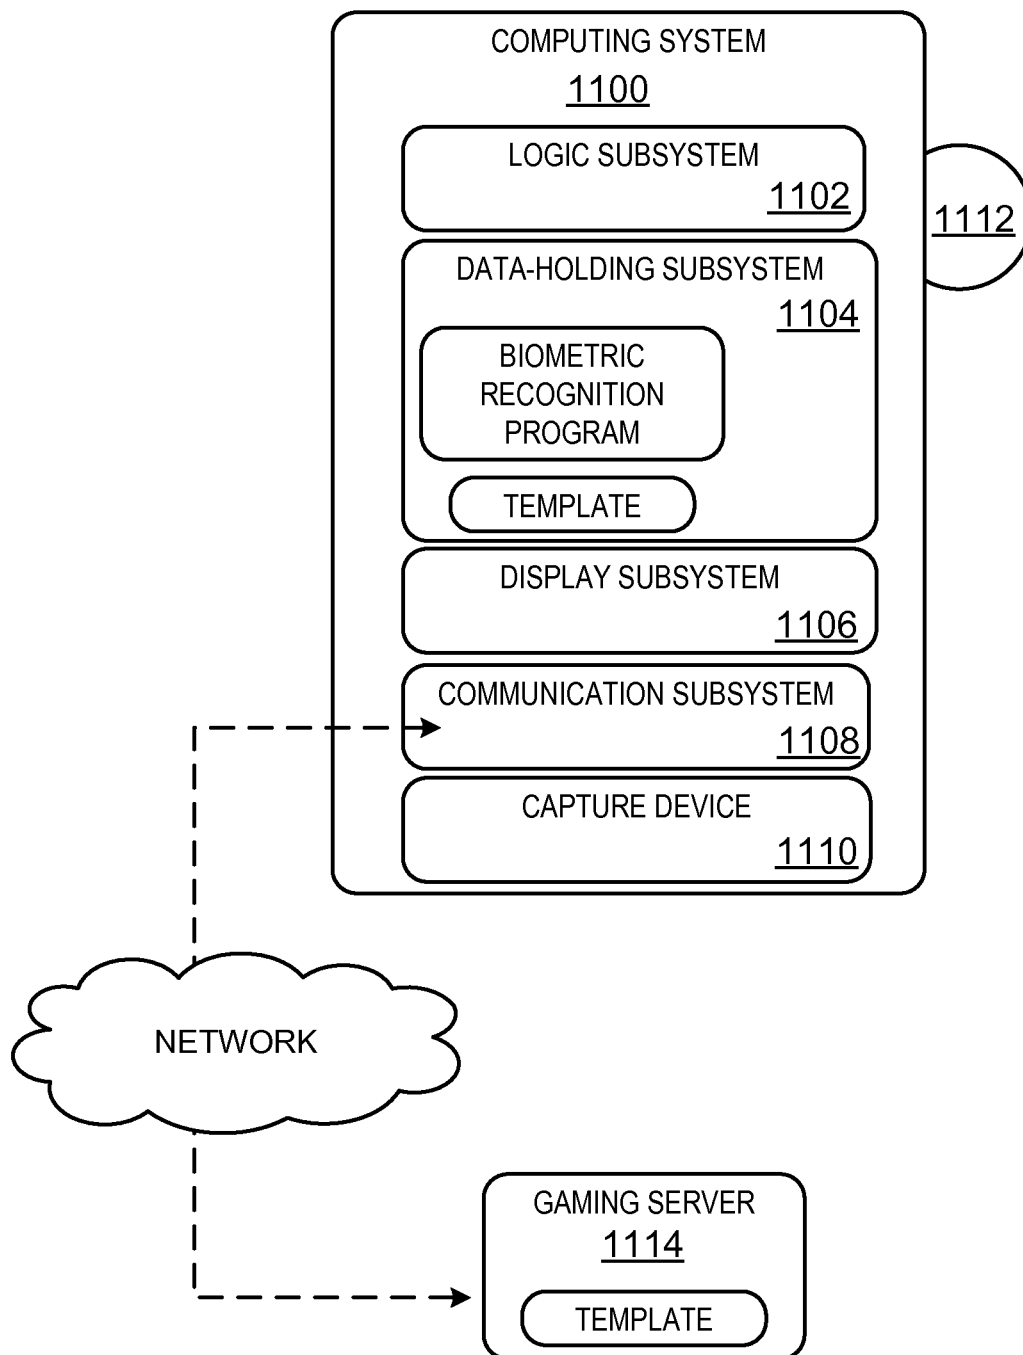 COMPUTING SYSTEM
1100
LOGIC SUBSYSTEM
1102
1112
DATA-HOLDING SUBSYSTEM
1104
BIOMETRIC
RECOGNITION
PROGRAM
TEMPLATE
DISPLAY SUBSYSTEM
1106
COMMUNICATION SUBSYSTEM
1108
CAPTURE DEVICE
1110
NETWORK
GAMING SERVER
1114
TEMPLATE